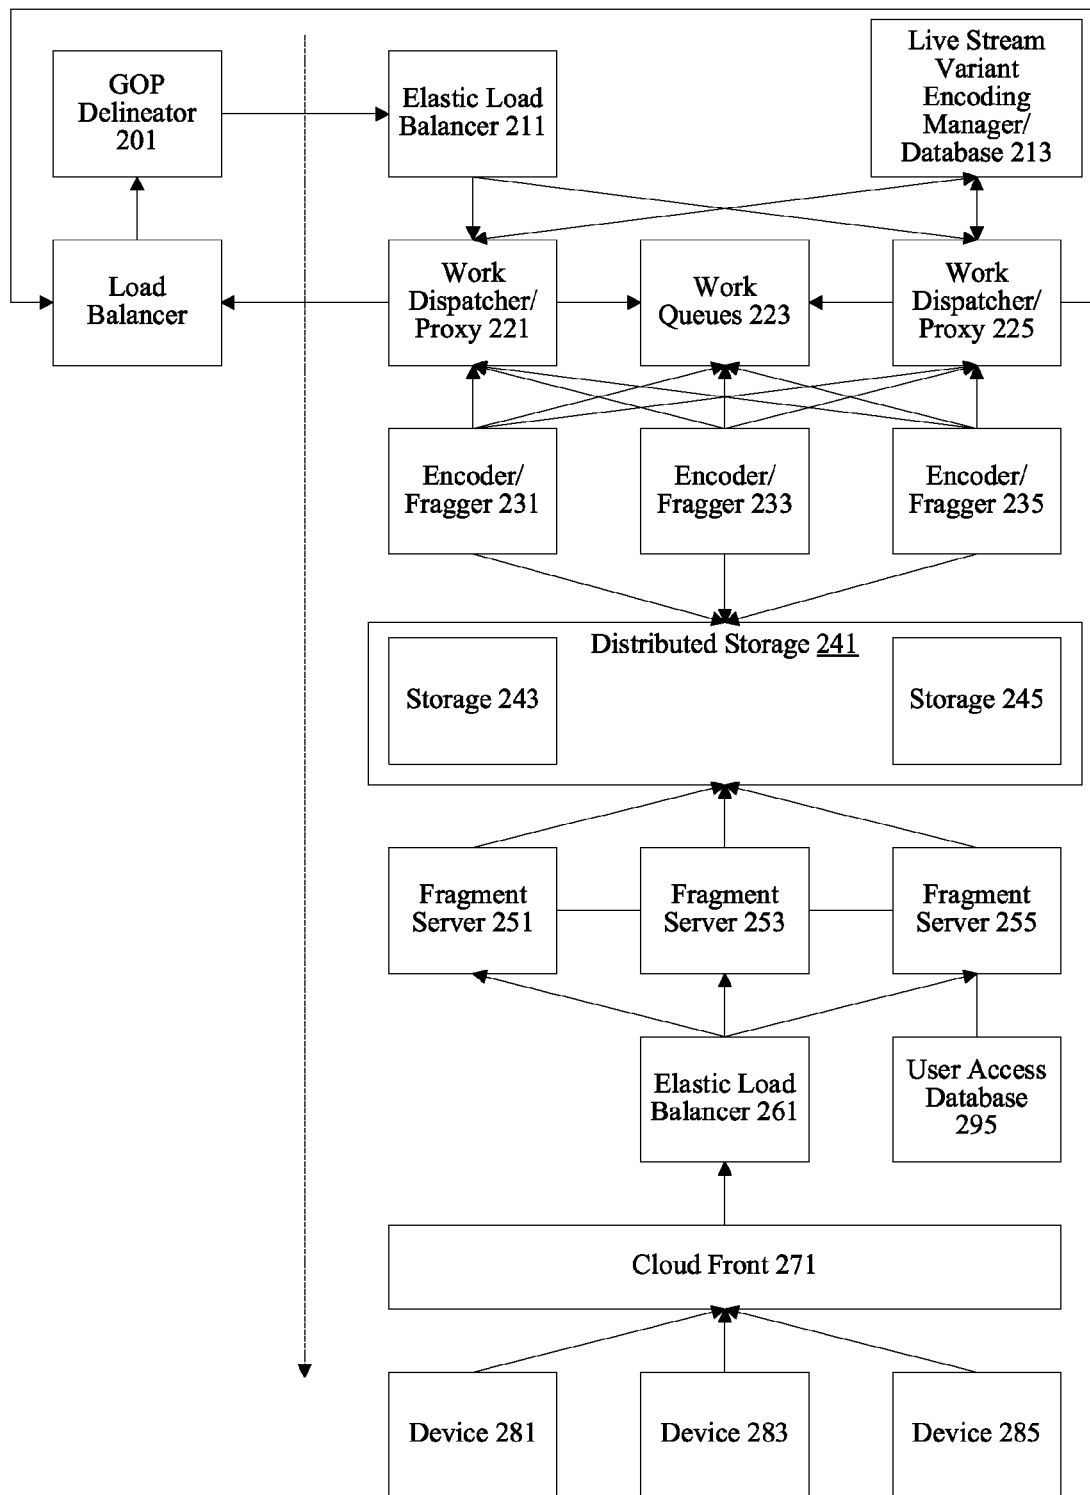 GOP
Delineator
201
Elastic Load
Balancer 211
Live Stream
Variant
Encoding
Manager/
Database 213
Load
Balancer
Work
Dispatcher/
Proxy 221
Work
Queues 223
Work
Dispatcher/
Proxy 225
Encoder/
Fragger 231
Encoder/
Fragger 233
Encoder/
Fragger 235
Distributed Storage 241
Storage 243
Storage 245
Fragment
Server 251
Fragment
Server 253
Fragment
Server 255
Elastic Load
Balancer 261
User Access
Database
295
Cloud Front 271
Device 281
Device 283
Device 285